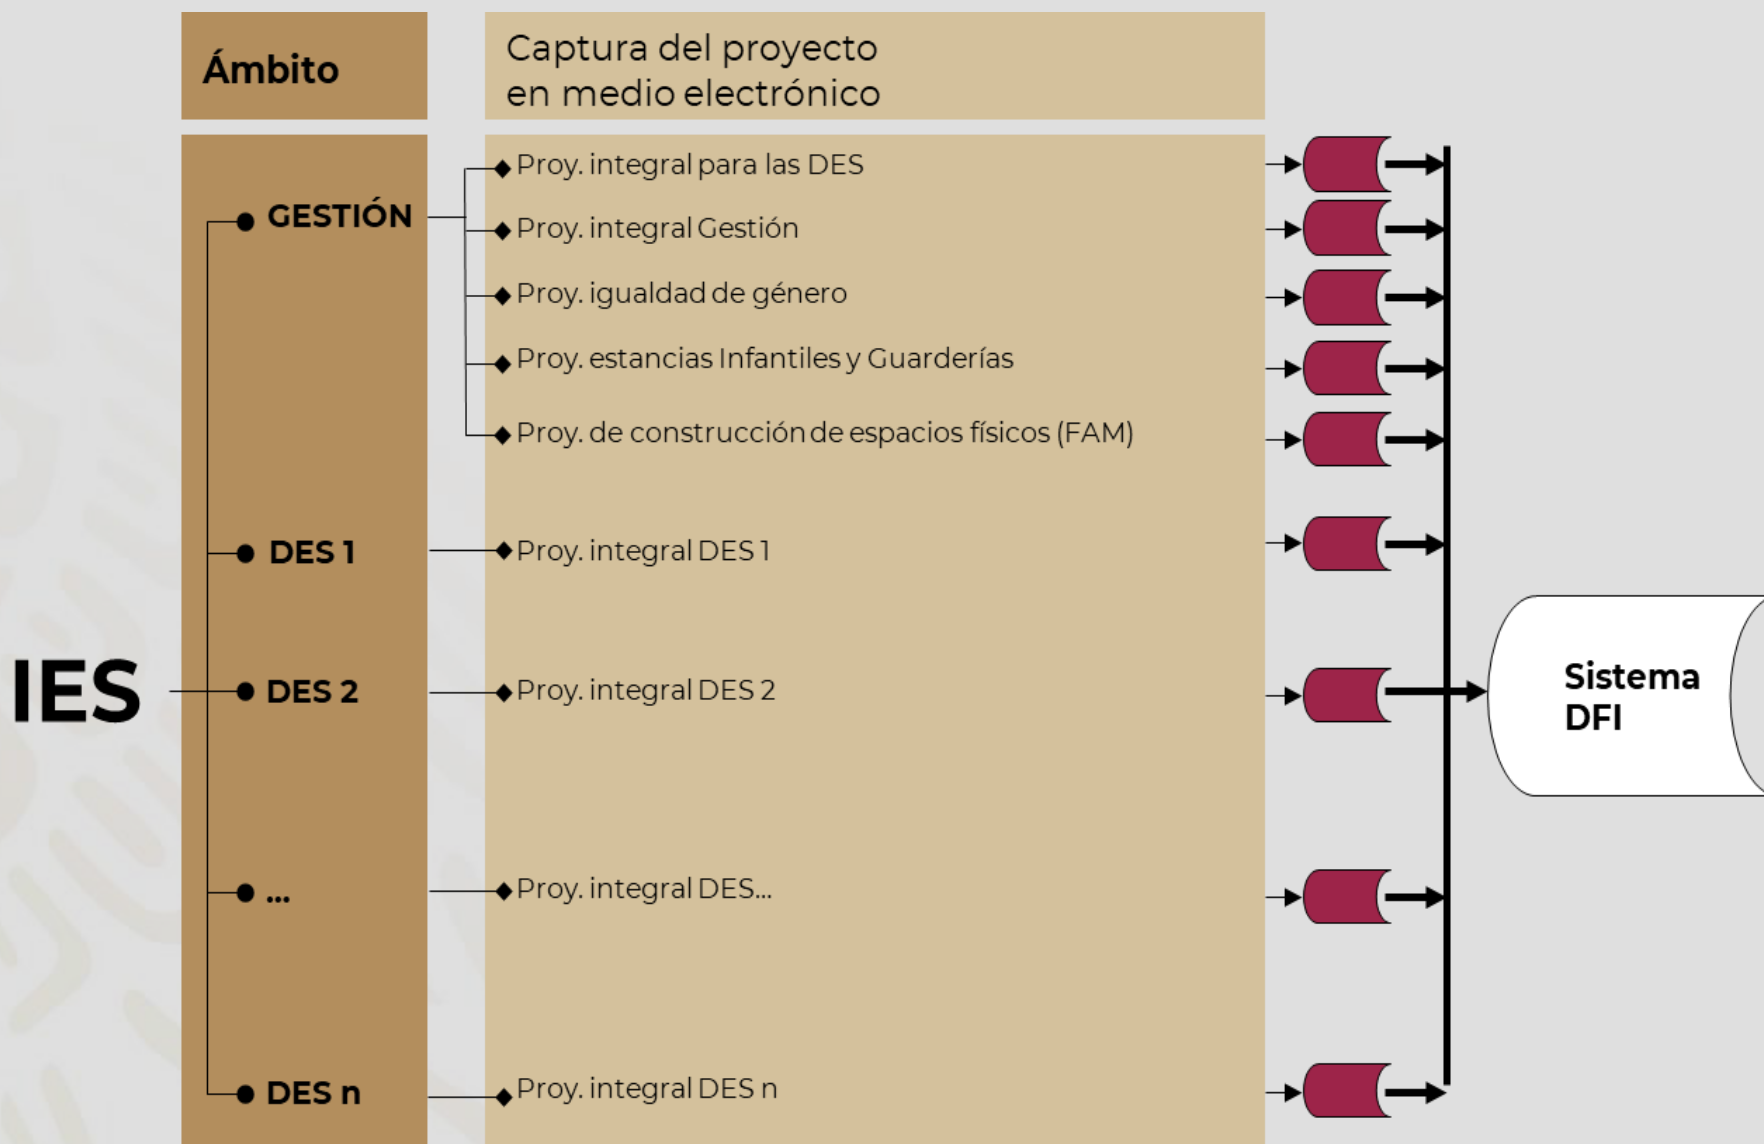 Ámbito
Captura del proyecto
en medio electrónico
GESTIÓN
Proy. integral para las DES
Proy. integral Gestión
Proy. igualdad de género
Proy. estancias Infantiles y Guarderías
Proy. de construcción de espacios físicos (FAM)
DES 1
Proy. integral DES 1
IES
DES 2
Proy. integral DES 2
Sistema
DFI
...
Proy. integral DES...
DES n
Proy. integral DES n